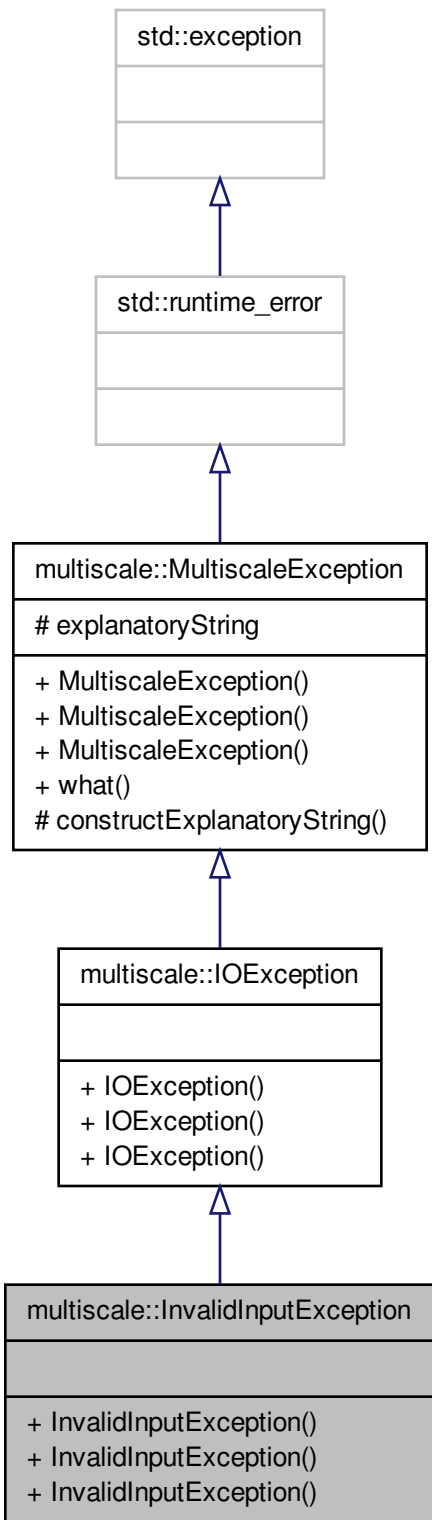 std::exception
std::runtime_error
multiscale::MultiscaleException
# explanatoryString
+ MultiscaleException()
+ MultiscaleException()
+ MultiscaleException()
+ what()
# constructExplanatoryString()
multiscale::IOException
+ IOException()
+ IOException()
+ IOException()
multiscale::InvalidInputException
+ InvalidInputException()
+ InvalidInputException()
+ InvalidInputException()